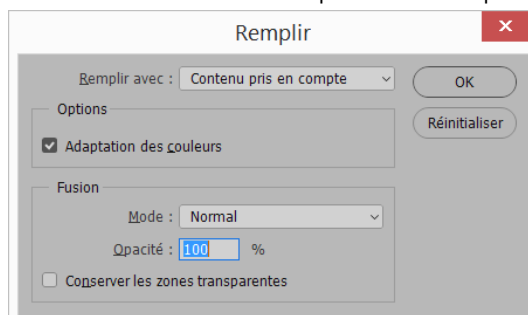 Remplir
Remplir avec : Contenu pris en compte
OK
Options
Réinitialiser
Adaptation des couleurs
Fusion
Mode : Normal
Opacité : 100 %
Conserver les zones transparentes